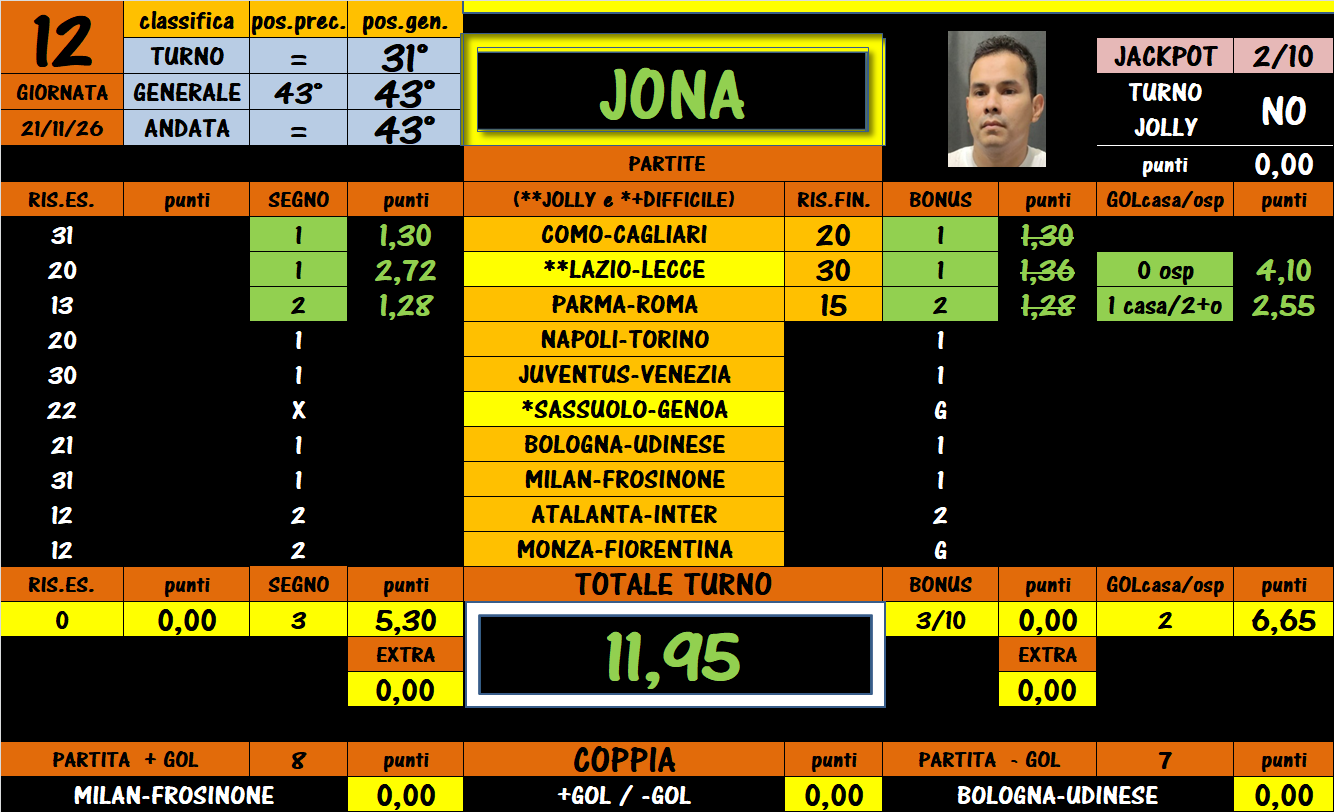 12 classifica pos.prec. pos.gen.
TURNO = 31° JONA JACKPOT 2/10
GIORNATA GENERALE 43° 43° TURNO JOLLY NO
21/11/26 ANDATA = 43°
PARTITE punti 0,00
RIS.ES. punti SEGNO punti (**JOLLY e *+DIFFICILE) RIS.FIN. BONUS punti GOLcasa/osp punti
31 1 1,30 COMO-CAGLIARI 20 1 1,30
20 1 2,72 **LAZIO-LECCE 30 1 1,36 0 osp 4,10
13 2 1,28 PARMA-ROMA 15 2 1,28 1 casa/2+o 2,55
20 1 NAPOLI-TORINO 1
30 1 JUVENTUS-VENEZIA 1
22 X *SASSUOLO-GENOA G
21 1 BOLOGNA-UDINESE 1
31 1 MILAN-FROSINONE 1
12 2 ATALANTA-INTER 2
12 2 MONZA-FIORENTINA G
RIS.ES. punti SEGNO punti TOTALE TURNO BONUS punti GOLcasa/osp punti
0 0,00 3 5,30 11,95 3/10 0,00 2 6,65
EXTRA EXTRA
0,00 0,00
PARTITA + GOL 8 punti COPPIA punti PARTITA - GOL 7 punti
MILAN-FROSINONE 0,00 +GOL / -GOL 0,00 BOLOGNA-UDINESE 0,00